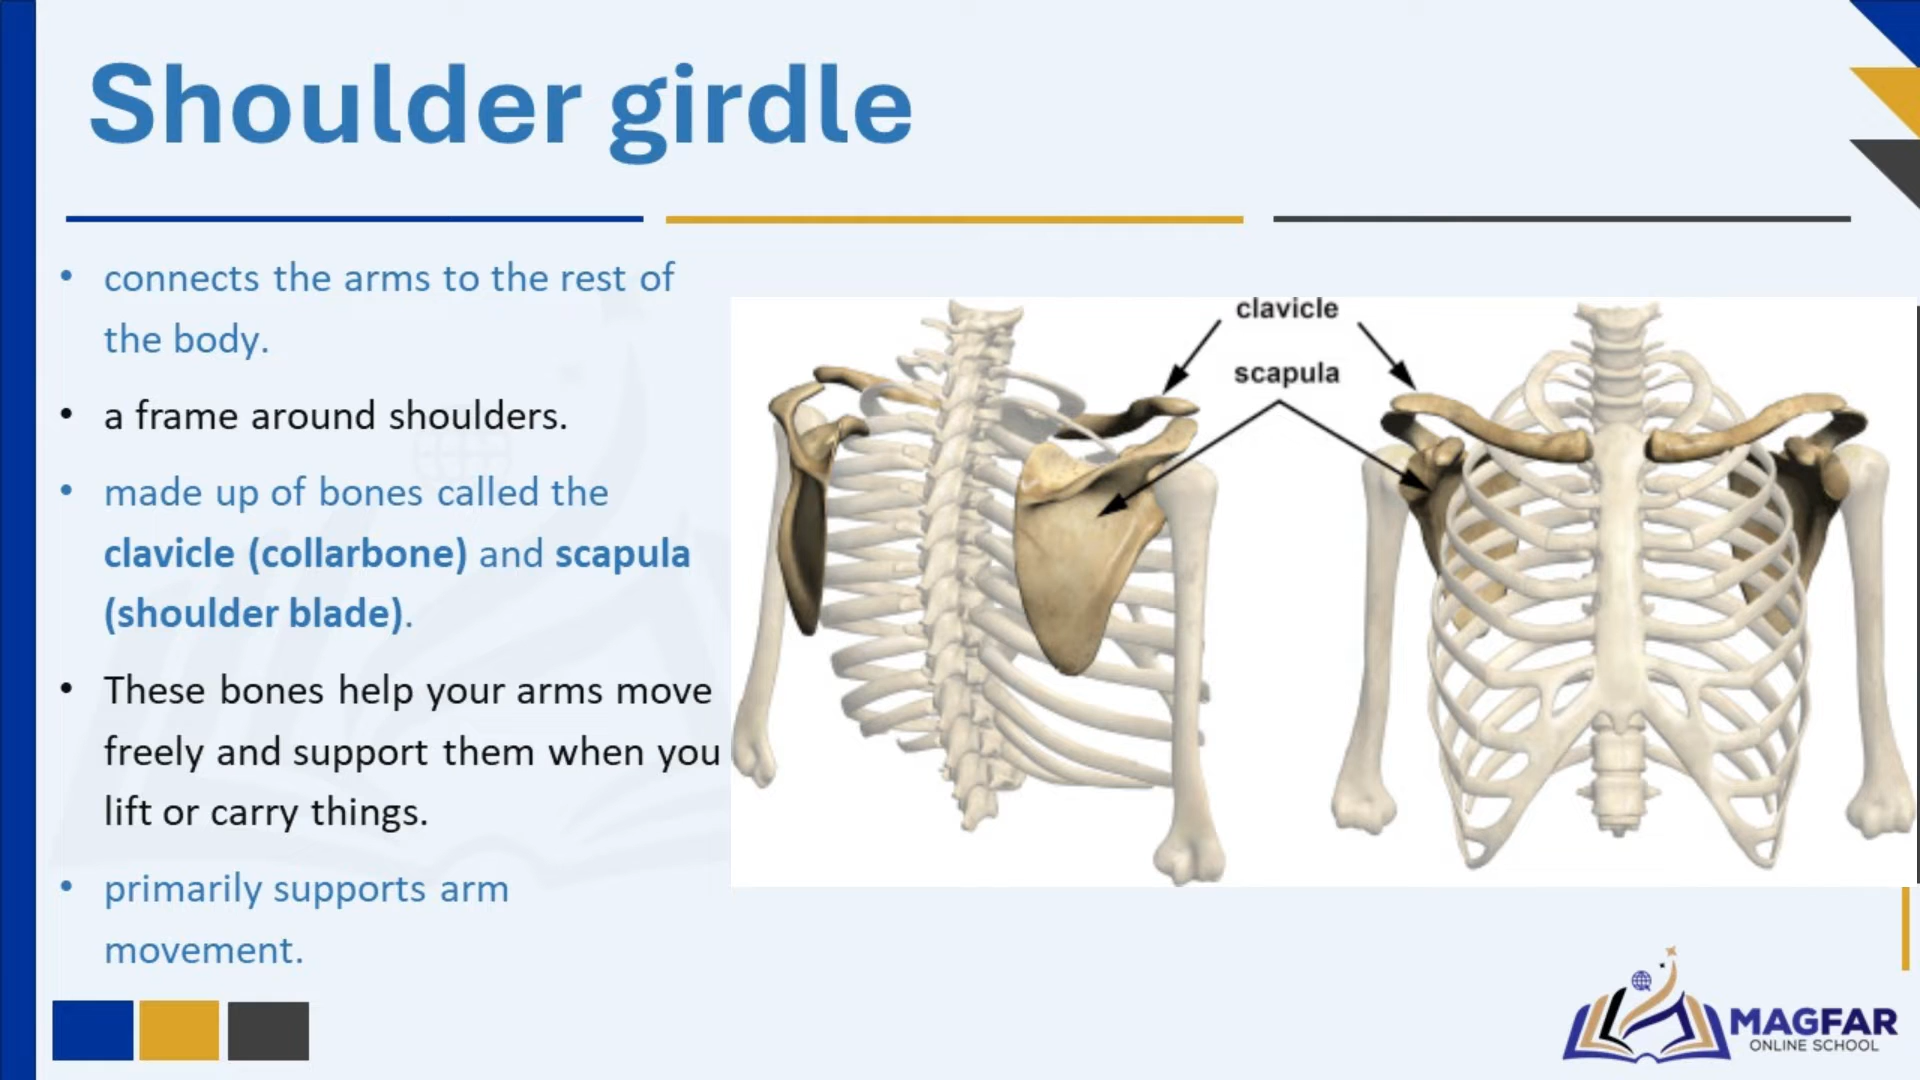 Shoulder girdle
connects the arms to the rest of
the body.
a frame around shoulders.
made up of bones called the
clavicle (collarbone) and scapula
(shoulder blade).
These bones help your arms move
freely and support them when you
lift or carry things.
primarily supports arm
movement.
clavicle
scapula
MAGFAR
ONLINE SCHOOL